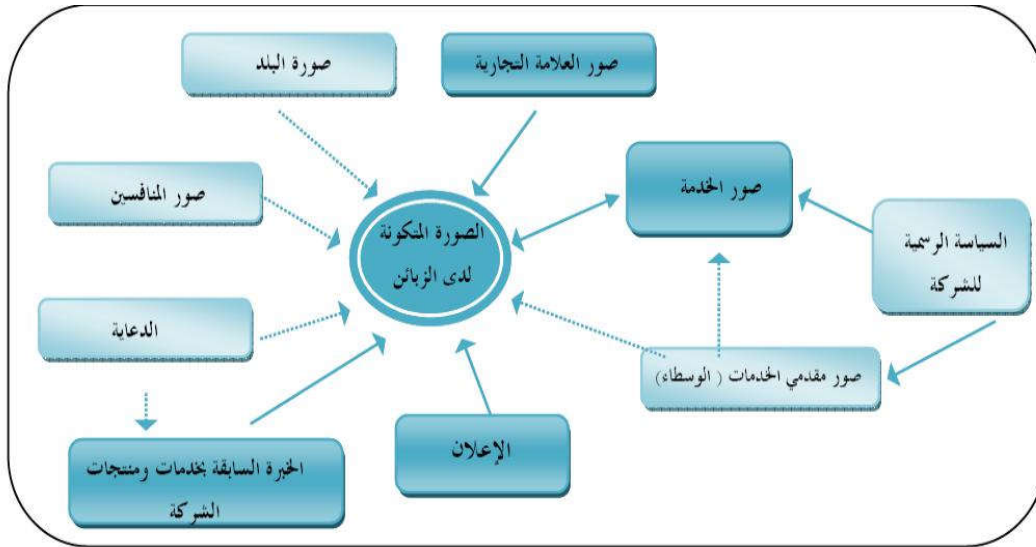 صور العلامة التجارية
صورة البلد
صور الخدمة
صور المنافسين
السياسة الرسمية
للشركة
الصورة المتكونة
لدى الزبائن
الدعاية
صور مقدمي الخدمات ( الوسطاء)
الإعلان
الخبرة السابقة بخدمات ومنتجات
الشركة